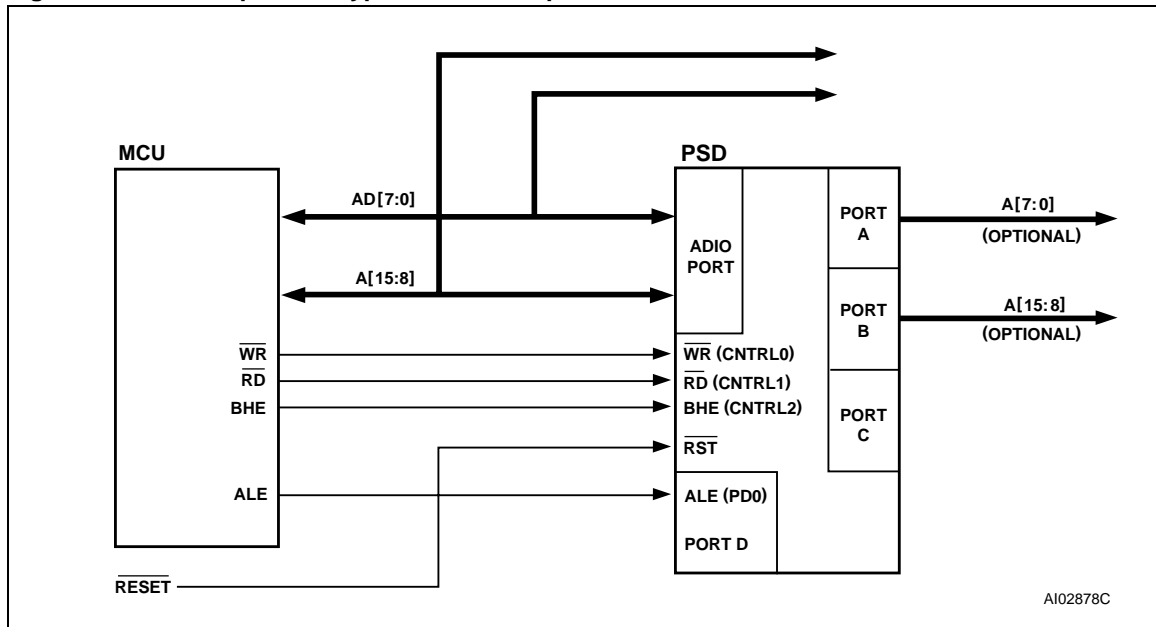 MCU
PSD
AD[7:0]
A[15:8]
ADIO
PORT
PORT
A
A[7:0]
(OPTIONAL)
PORT
B
A[15:8]
(OPTIONAL)
PORT
C
WR
RD
BHE
ALE
WR (CNTRL0)
RD (CNTRL1)
BHE (CNTRL2)
RST
ALE (PD0)
PORT D
RESET
AI02878C